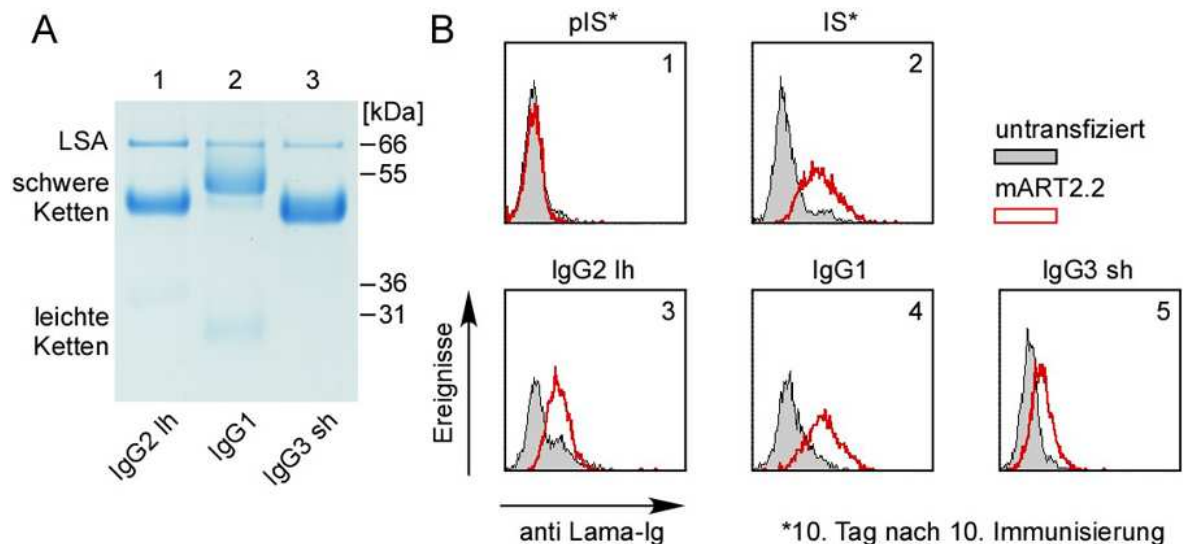 A
1 2 3
[kDa]
LSA
66
55
schwere
Ketten
36
31
leichte
Ketten
IgG2 lh
IgG1
IgG3 sh
B
pIS*
1
IS*
2
untransfiziert
mART2.2
IgG2 lh
3
IgG1
4
IgG3 sh
5
Ereignisse
anti Lama-Ig
*10. Tag nach 10. Immunisierung